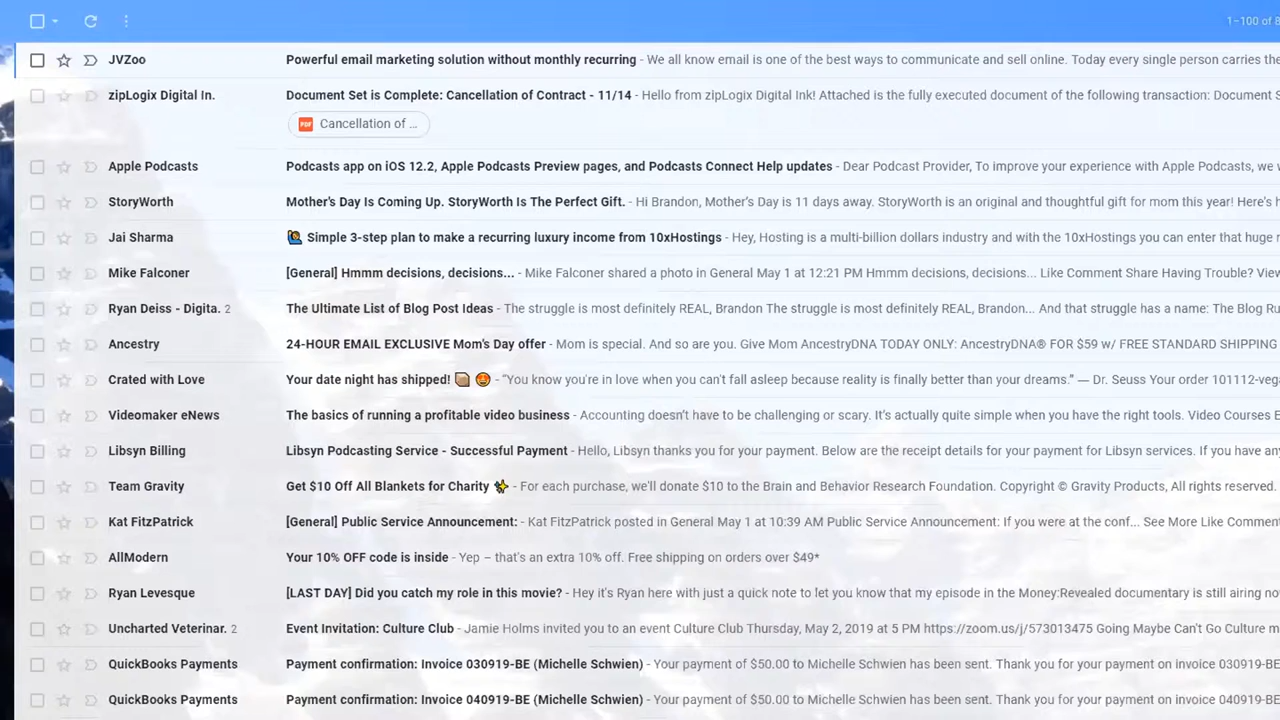 1–100 of 8
JVZoo Powerful email marketing solution without monthly recurring - We all know email is one of the best ways to communicate and sell online. Today every single person carries the
zipLogix Digital In. Document Set is Complete: Cancellation of Contract - 11/14 - Hello from zipLogix Digital Ink! Attached is the fully executed document of the following transaction: Document S
PDF Cancellation of ...
Apple Podcasts Podcasts app on iOS 12.2, Apple Podcasts Preview pages, and Podcasts Connect Help updates - Dear Podcast Provider, To improve your experience with Apple Podcasts, we w
StoryWorth Mother's Day Is Coming Up. StoryWorth Is The Perfect Gift. - Hi Brandon, Mother's Day is 11 days away. StoryWorth is an original and thoughtful gift for mom this year! Here's h
Jai Sharma 🙋 Simple 3-step plan to make a recurring luxury income from 10xHostings - Hey, Hosting is a multi-billion dollars industry and with the 10xHostings you can enter that huge r
Mike Falconer [General] Hmmm decisions, decisions... - Mike Falconer shared a photo in General May 1 at 12:21 PM Hmmm decisions, decisions... Like Comment Share Having Trouble? View
Ryan Deiss - Digita. 2 The Ultimate List of Blog Post Ideas - The struggle is most definitely REAL, Brandon The struggle is most definitely REAL, Brandon... And that struggle has a name: The Blog Ru
Ancestry 24-HOUR EMAIL EXCLUSIVE Mom's Day offer - Mom is special. And so are you. Give Mom AncestryDNA TODAY ONLY: AncestryDNA® FOR $59 w/ FREE STANDARD SHIPPING
Crated with Love Your date night has shipped! 📦 😍 - "You know you're in love when you can't fall asleep because reality is finally better than your dreams." — Dr. Seuss Your order 101112-vega
Videomaker eNews The basics of running a profitable video business - Accounting doesn't have to be challenging or scary. It's actually quite simple when you have the right tools. Video Courses E
Libsyn Billing Libsyn Podcasting Service - Successful Payment - Hello, Libsyn thanks you for your payment. Below are the receipt details for your payment for Libsyn services. If you have any
Team Gravity Get $10 Off All Blankets for Charity ✨ - For each purchase, we'll donate $10 to the Brain and Behavior Research Foundation. Copyright © Gravity Products, All rights reserved.
Kat FitzPatrick [General] Public Service Announcement: - Kat FitzPatrick posted in General May 1 at 10:39 AM Public Service Announcement: If you were at the conf... See More Like Comment
AllModern Your 10% OFF code is inside - Yep – that's an extra 10% off. Free shipping on orders over $49*
Ryan Levesque [LAST DAY] Did you catch my role in this movie? - Hey it's Ryan here with just a quick note to let you know that my episode in the Money:Revealed documentary is still airing no
Uncharted Veterinar. 2 Event Invitation: Culture Club - Jamie Holms invited you to an event Culture Club Thursday, May 2, 2019 at 5 PM https://zoom.us/j/573013475 Going Maybe Can't Go Culture m
QuickBooks Payments Payment confirmation: Invoice 030919-BE (Michelle Schwien) - Your payment of $50.00 to Michelle Schwien has been sent. Thank you for your payment on invoice 030919-BE
QuickBooks Payments Payment confirmation: Invoice 040919-BE (Michelle Schwien) - Your payment of $50.00 to Michelle Schwien has been sent. Thank you for your payment on invoice 040919-BE